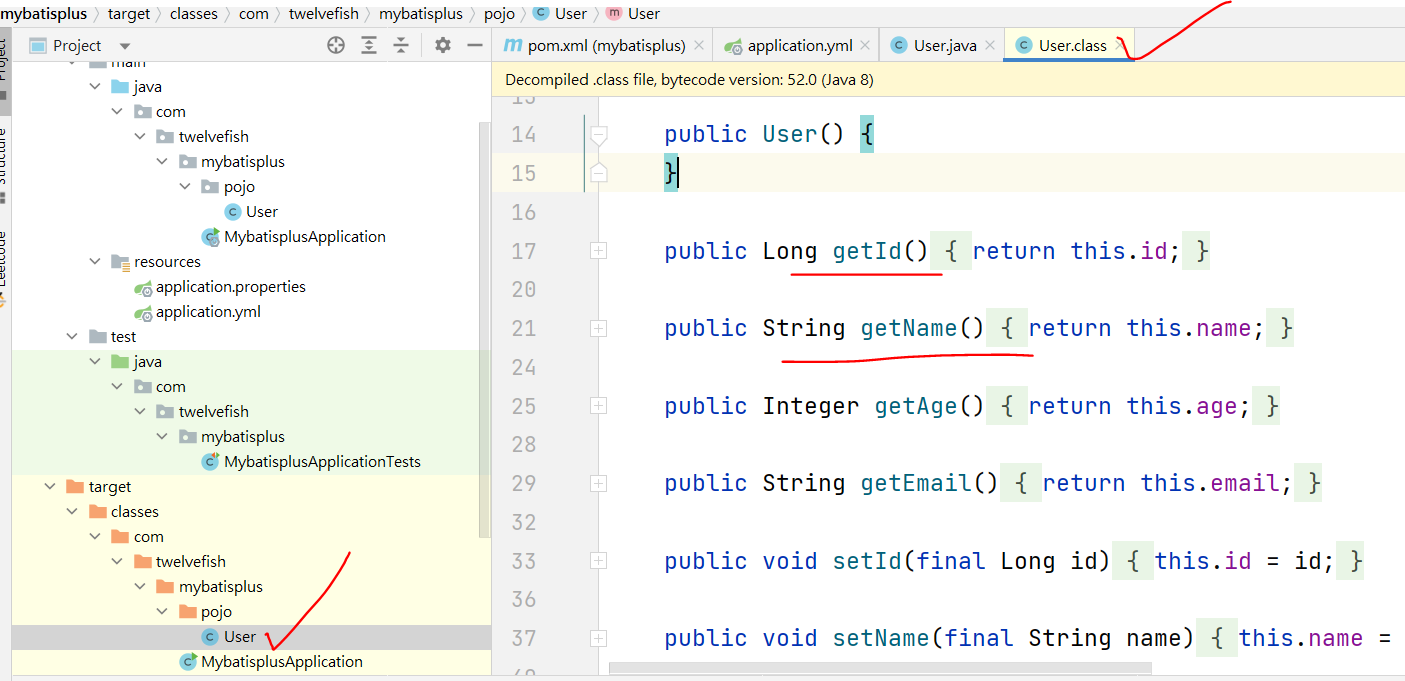 mybatisplus 〉 target 〉 classes 〉 com 〉 twelvefish 〉 mybatisplus 〉 pojo 〉 C User 〉 m User
Project
pom.xml (mybatisplus) ×
application.yml ×
User.java ×
User.class
Decompiled .class file, bytecode version: 52.0 (Java 8)
main
java
com
twelvefish
mybatisplus
pojo
User
MybatisplusApplication
resources
application.properties
application.yml
test
java
com
twelvefish
mybatisplus
MybatisplusApplicationTests
target
classes
com
twelvefish
mybatisplus
pojo
User
MybatisplusApplication
14 public User() {
15 }
16
17 public Long getId() { return this.id; }
20
21 public String getName() { return this.name; }
24
25 public Integer getAge() { return this.age; }
28
29 public String getEmail() { return this.email; }
32
33 public void setId(final Long id) { this.id = id; }
36
37 public void setName(final String name) { this.name =
Project
Structure
Leetcode